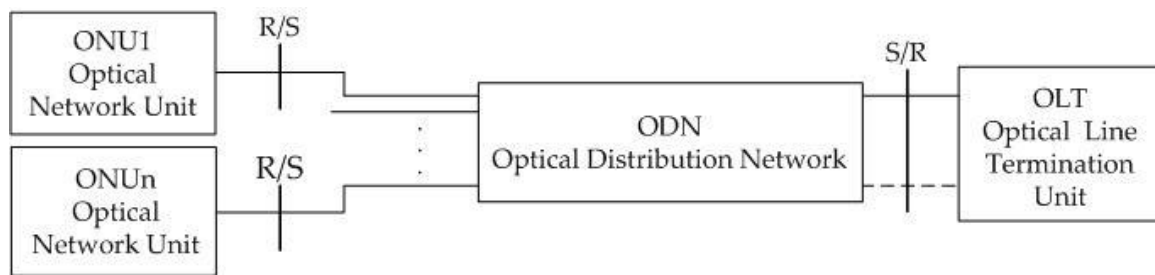 ONU1
Optical
Network Unit
R/S
ONUn
Optical
Network Unit
R/S
ODN
Optical Distribution Network
S/R
OLT
Optical Line
Termination
Unit